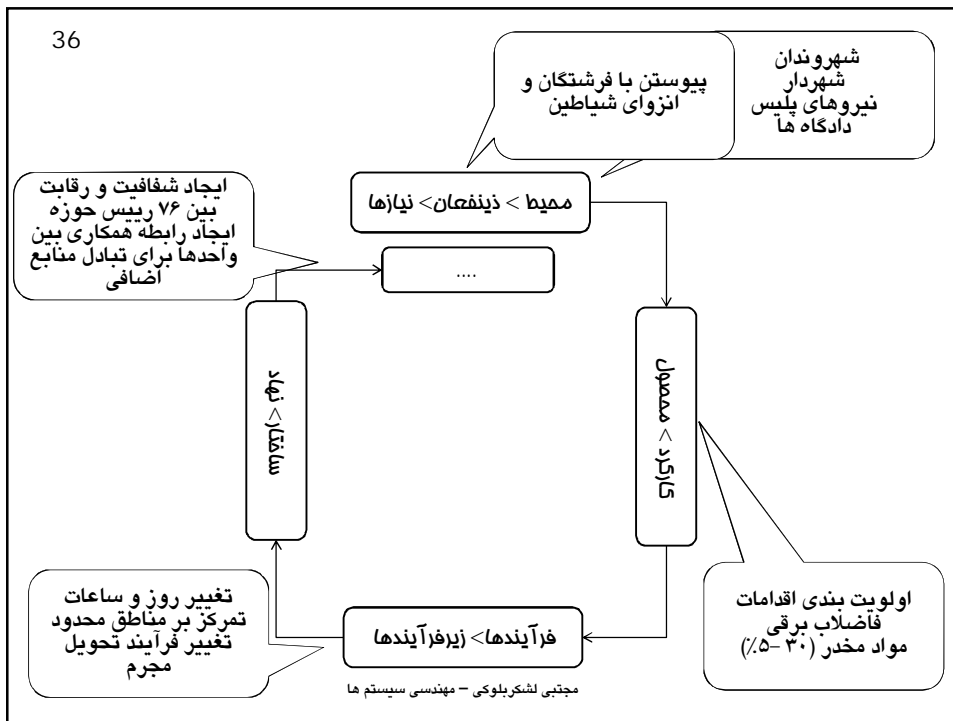 36
شهروندان
شهردار
نیروهای پلیس
دادگاه ها
پیوستن با فرشتگان و
انزوای شیاطین
محیط > ذینفعان> نیازها
ایجاد شفافیت و رقابت
بین ۷۶ رییس حوزه
ایجاد رابطه همکاری بین
واحدها برای تبادل منابع
اضافی
....
کارکرد > محصول
ساختار> نهاد
اولویت بندی اقدامات
فاضلاب برقی
مواد مخدر (۳۰ –۵٪)
فرآیندها> زیرفرآیندها
تغییر روز و ساعات
تمرکز بر مناطق محدود
تغییر فرآیند تحویل
مجرم
مجتبی لشکربلوکی – مهندسی سیستم ها